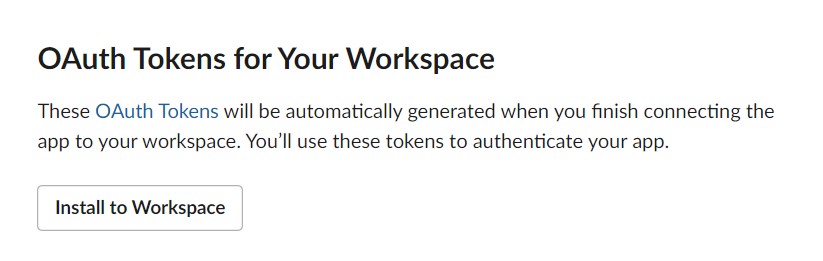 OAuth Tokens for Your Workspace
These OAuth Tokens will be automatically generated when you finish connecting the
app to your workspace. You’ll use these tokens to authenticate your app.
Install to Workspace